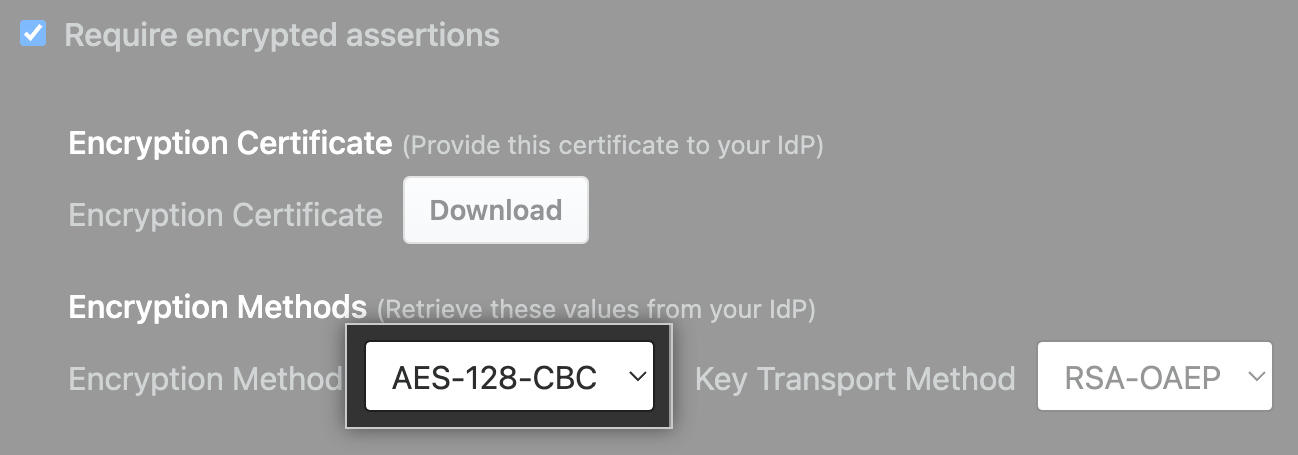 Require encrypted assertions
Encryption Certificate (Provide this certificate to your IdP)
Encryption Certificate Download
Encryption Methods (Retrieve these values from your IdP)
Encryption Method AES-128-CBC Key Transport Method RSA-OAEP